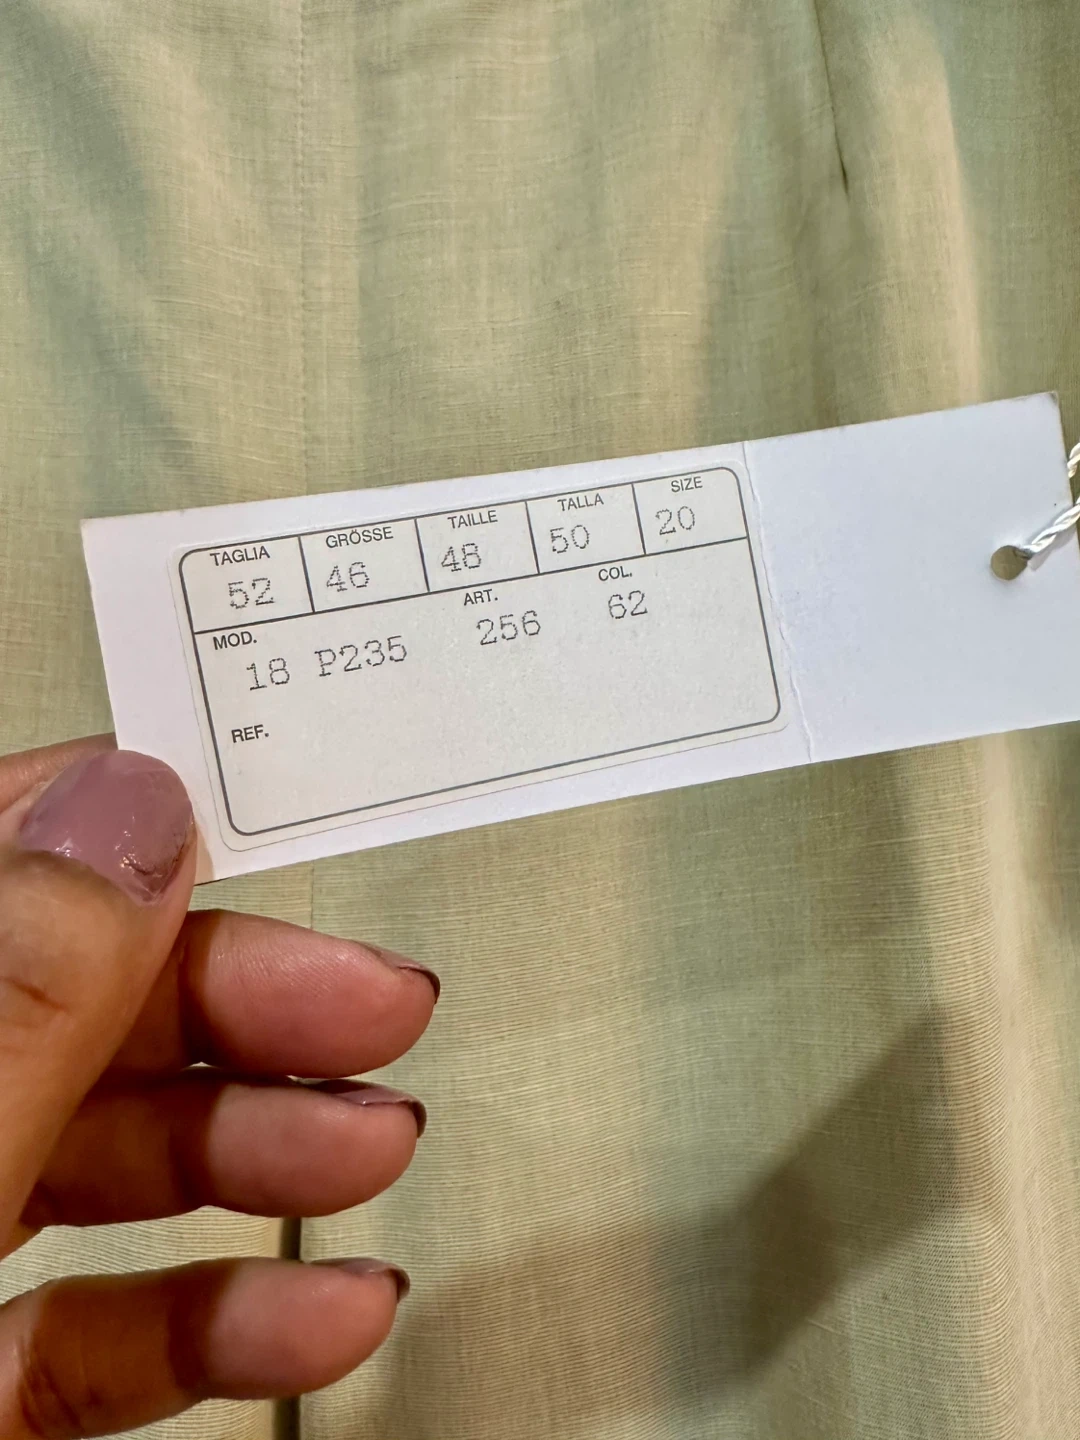 TAGLIA GRÖSSE TAILLE TALLA SIZE
52 46 48 50 20
MOD. ART. COL.
18 P235 256 62
REF.